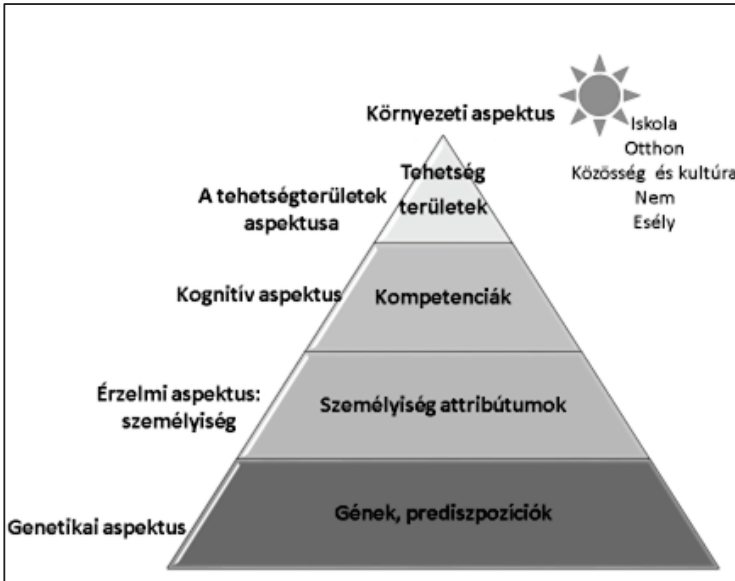 Környezeti aspektus
Iskola
Otthon
Közösség és kultúra
Nem
Esély
A tehetségterületek
aspektusa
Tehetség
területek
Kognitív aspektus
Kompetenciák
Érzelmi aspektus:
személyiség
Személyiség attribútumok
Genetikai aspektus
Gének, prediszpozíciók